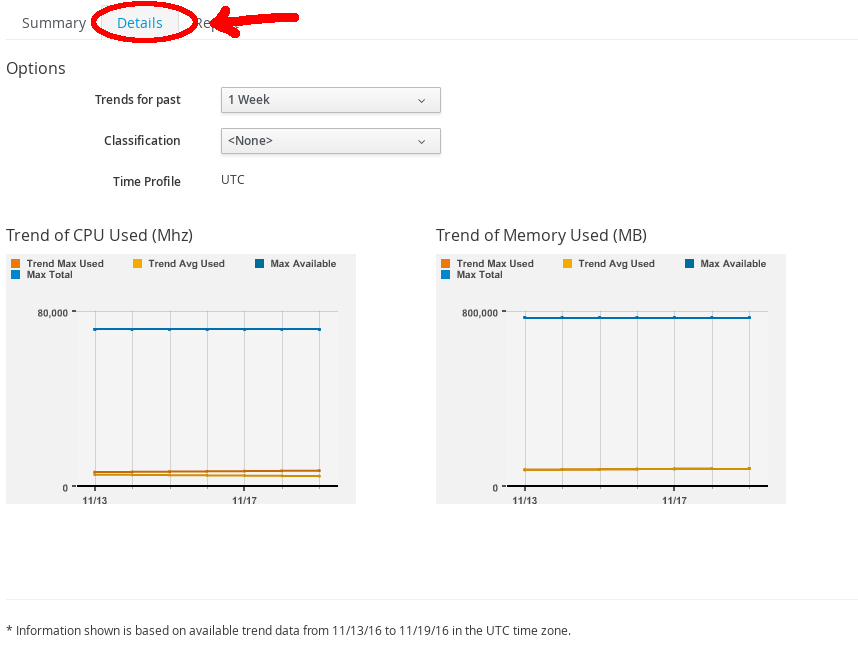 Summary Details
Options
Trends for past 1 Week
Classification <None>
Time Profile UTC
Trend of CPU Used (Mhz)
Trend Max Used Trend Avg Used Max Available
Max Total
80,000
0
11/13 11/17
Trend of Memory Used (MB)
Trend Max Used Trend Avg Used Max Available
Max Total
800,000
0
11/13 11/17
* Information shown is based on available trend data from 11/13/16 to 11/19/16 in the UTC time zone.